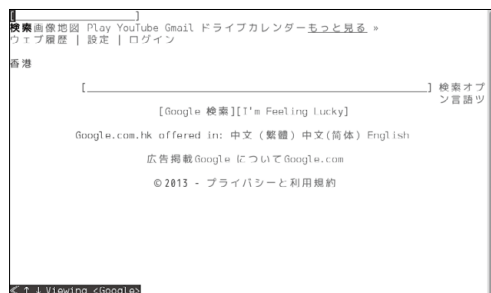 [                    ]
検索画像地図 Play YouTube Gmail ドライブカレンダーもっと見る »
ウェブ履歴 | 設定 | ログイン
香港
[                    ] 検索オプ
ン言語ツ
[Google 検索][I'm Feeling Lucky]
Google.com.hk offered in: 中文（繁體）中文(简体) English
広告掲載Google についてGoogle.com
©2013 - プライバシーと利用規約
≪ ↑ ↓ Viewing <Google>